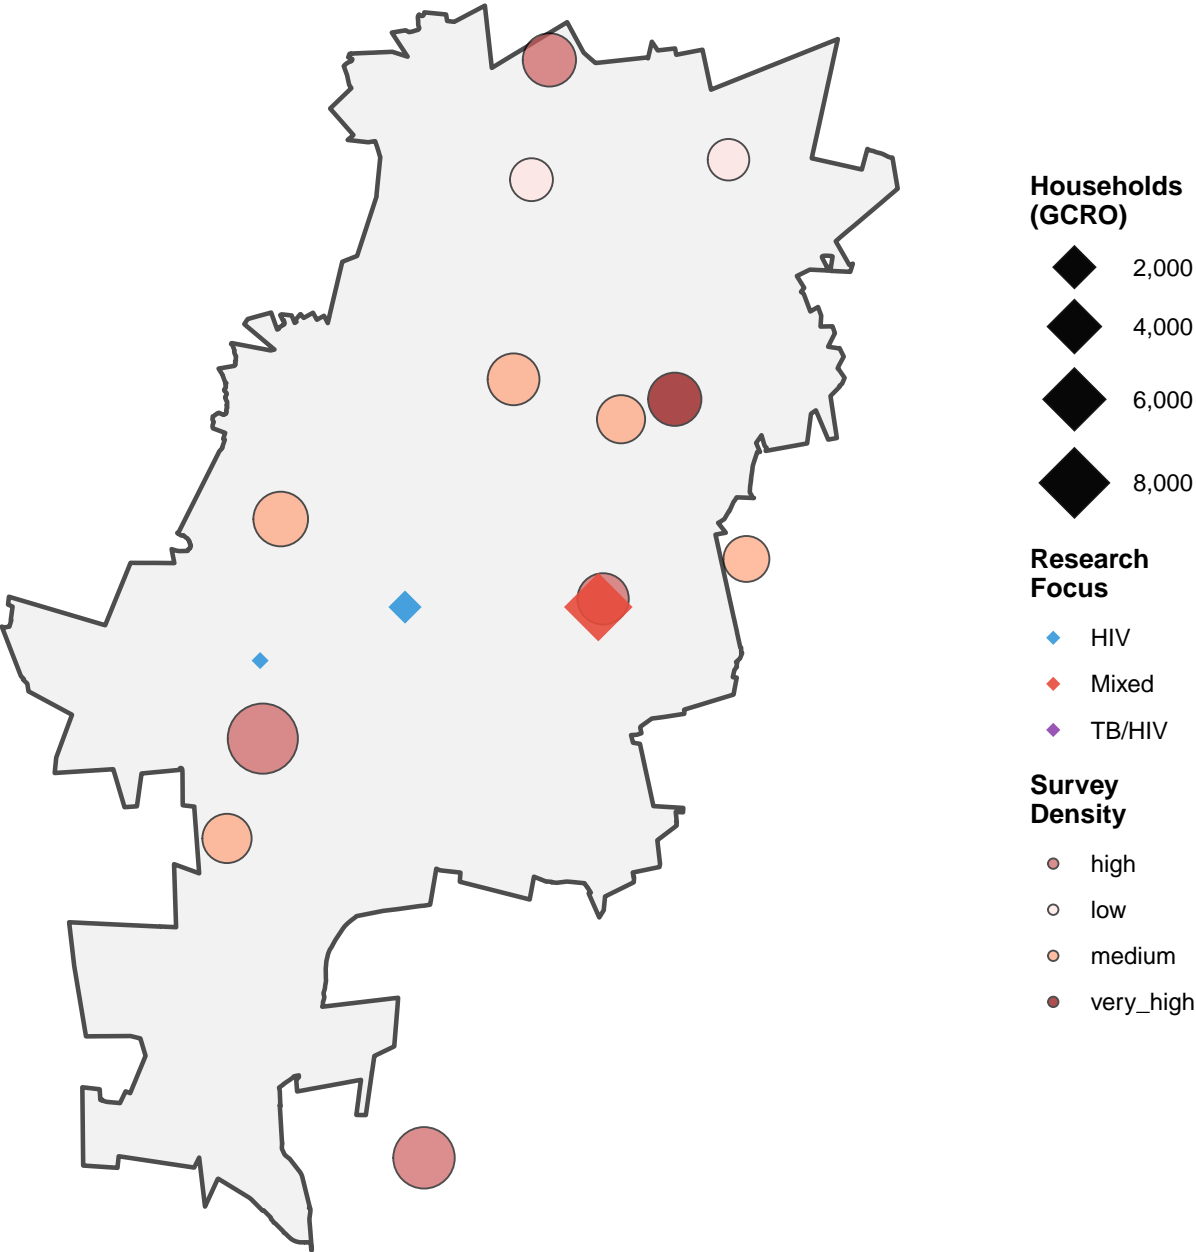 Households
(GCRO)
2,000
4,000
6,000
8,000
Research
Focus
HIV
Mixed
TB/HIV
Survey
Density
high
low
medium
very_high